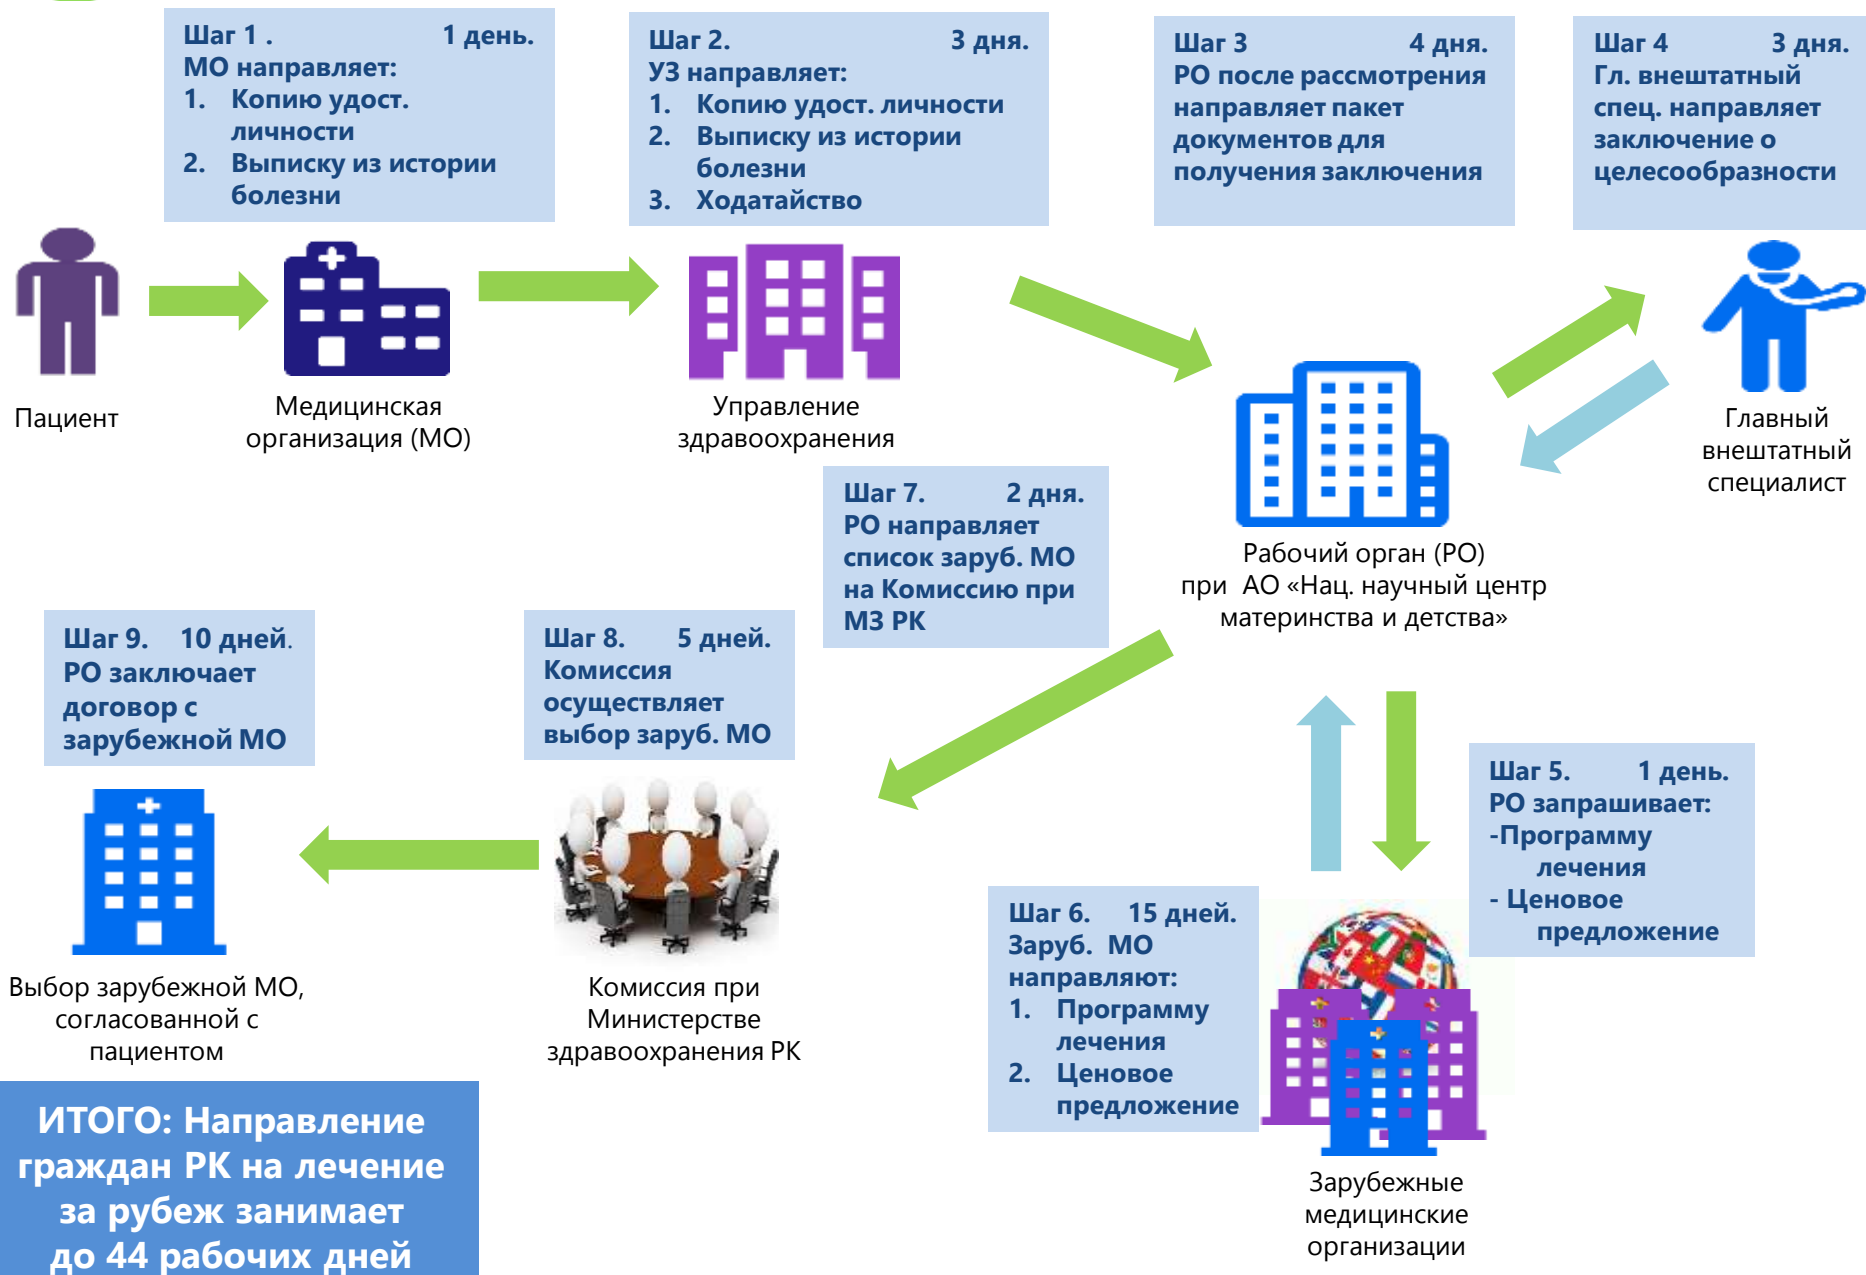 Шаг 1 . 1 день.
МО направляет:
1. Копию удост.
личности
2. Выписку из истории
болезни
Шаг 2. 3 дня.
УЗ направляет:
1. Копию удост. личности
2. Выписку из истории
болезни
3. Ходатайство
Шаг 3 4 дня.
РО после рассмотрения
направляет пакет
документов для
получения заключения
Шаг 4 3 дня.
Гл. внештатный
спец. направляет
заключение о
целесообразности
Пациент
Медицинская
организация (МО)
Управление
здравоохранения
Главный
внештатный
специалист
Рабочий орган (РО)
при АО «Нац. научный центр
материнства и детства»
Шаг 7. 2 дня.
РО направляет
список заруб. МО
на Комиссию при
МЗ РК
Шаг 9. 10 дней.
РО заключает
договор с
зарубежной МО
Шаг 8. 5 дней.
Комиссия
осуществляет
выбор заруб. МО
Шаг 5. 1 день.
РО запрашивает:
-Программу
лечения
- Ценовое
предложение
Шаг 6. 15 дней.
Заруб. МО
направляют:
1. Программу
лечения
2. Ценовое
предложение
Выбор зарубежной МО,
согласованной с
пациентом
Комиссия при
Министерстве
здравоохранения РК
Зарубежные
медицинские
организации
ИТОГО: Направление
граждан РК на лечение
за рубеж занимает
до 44 рабочих дней